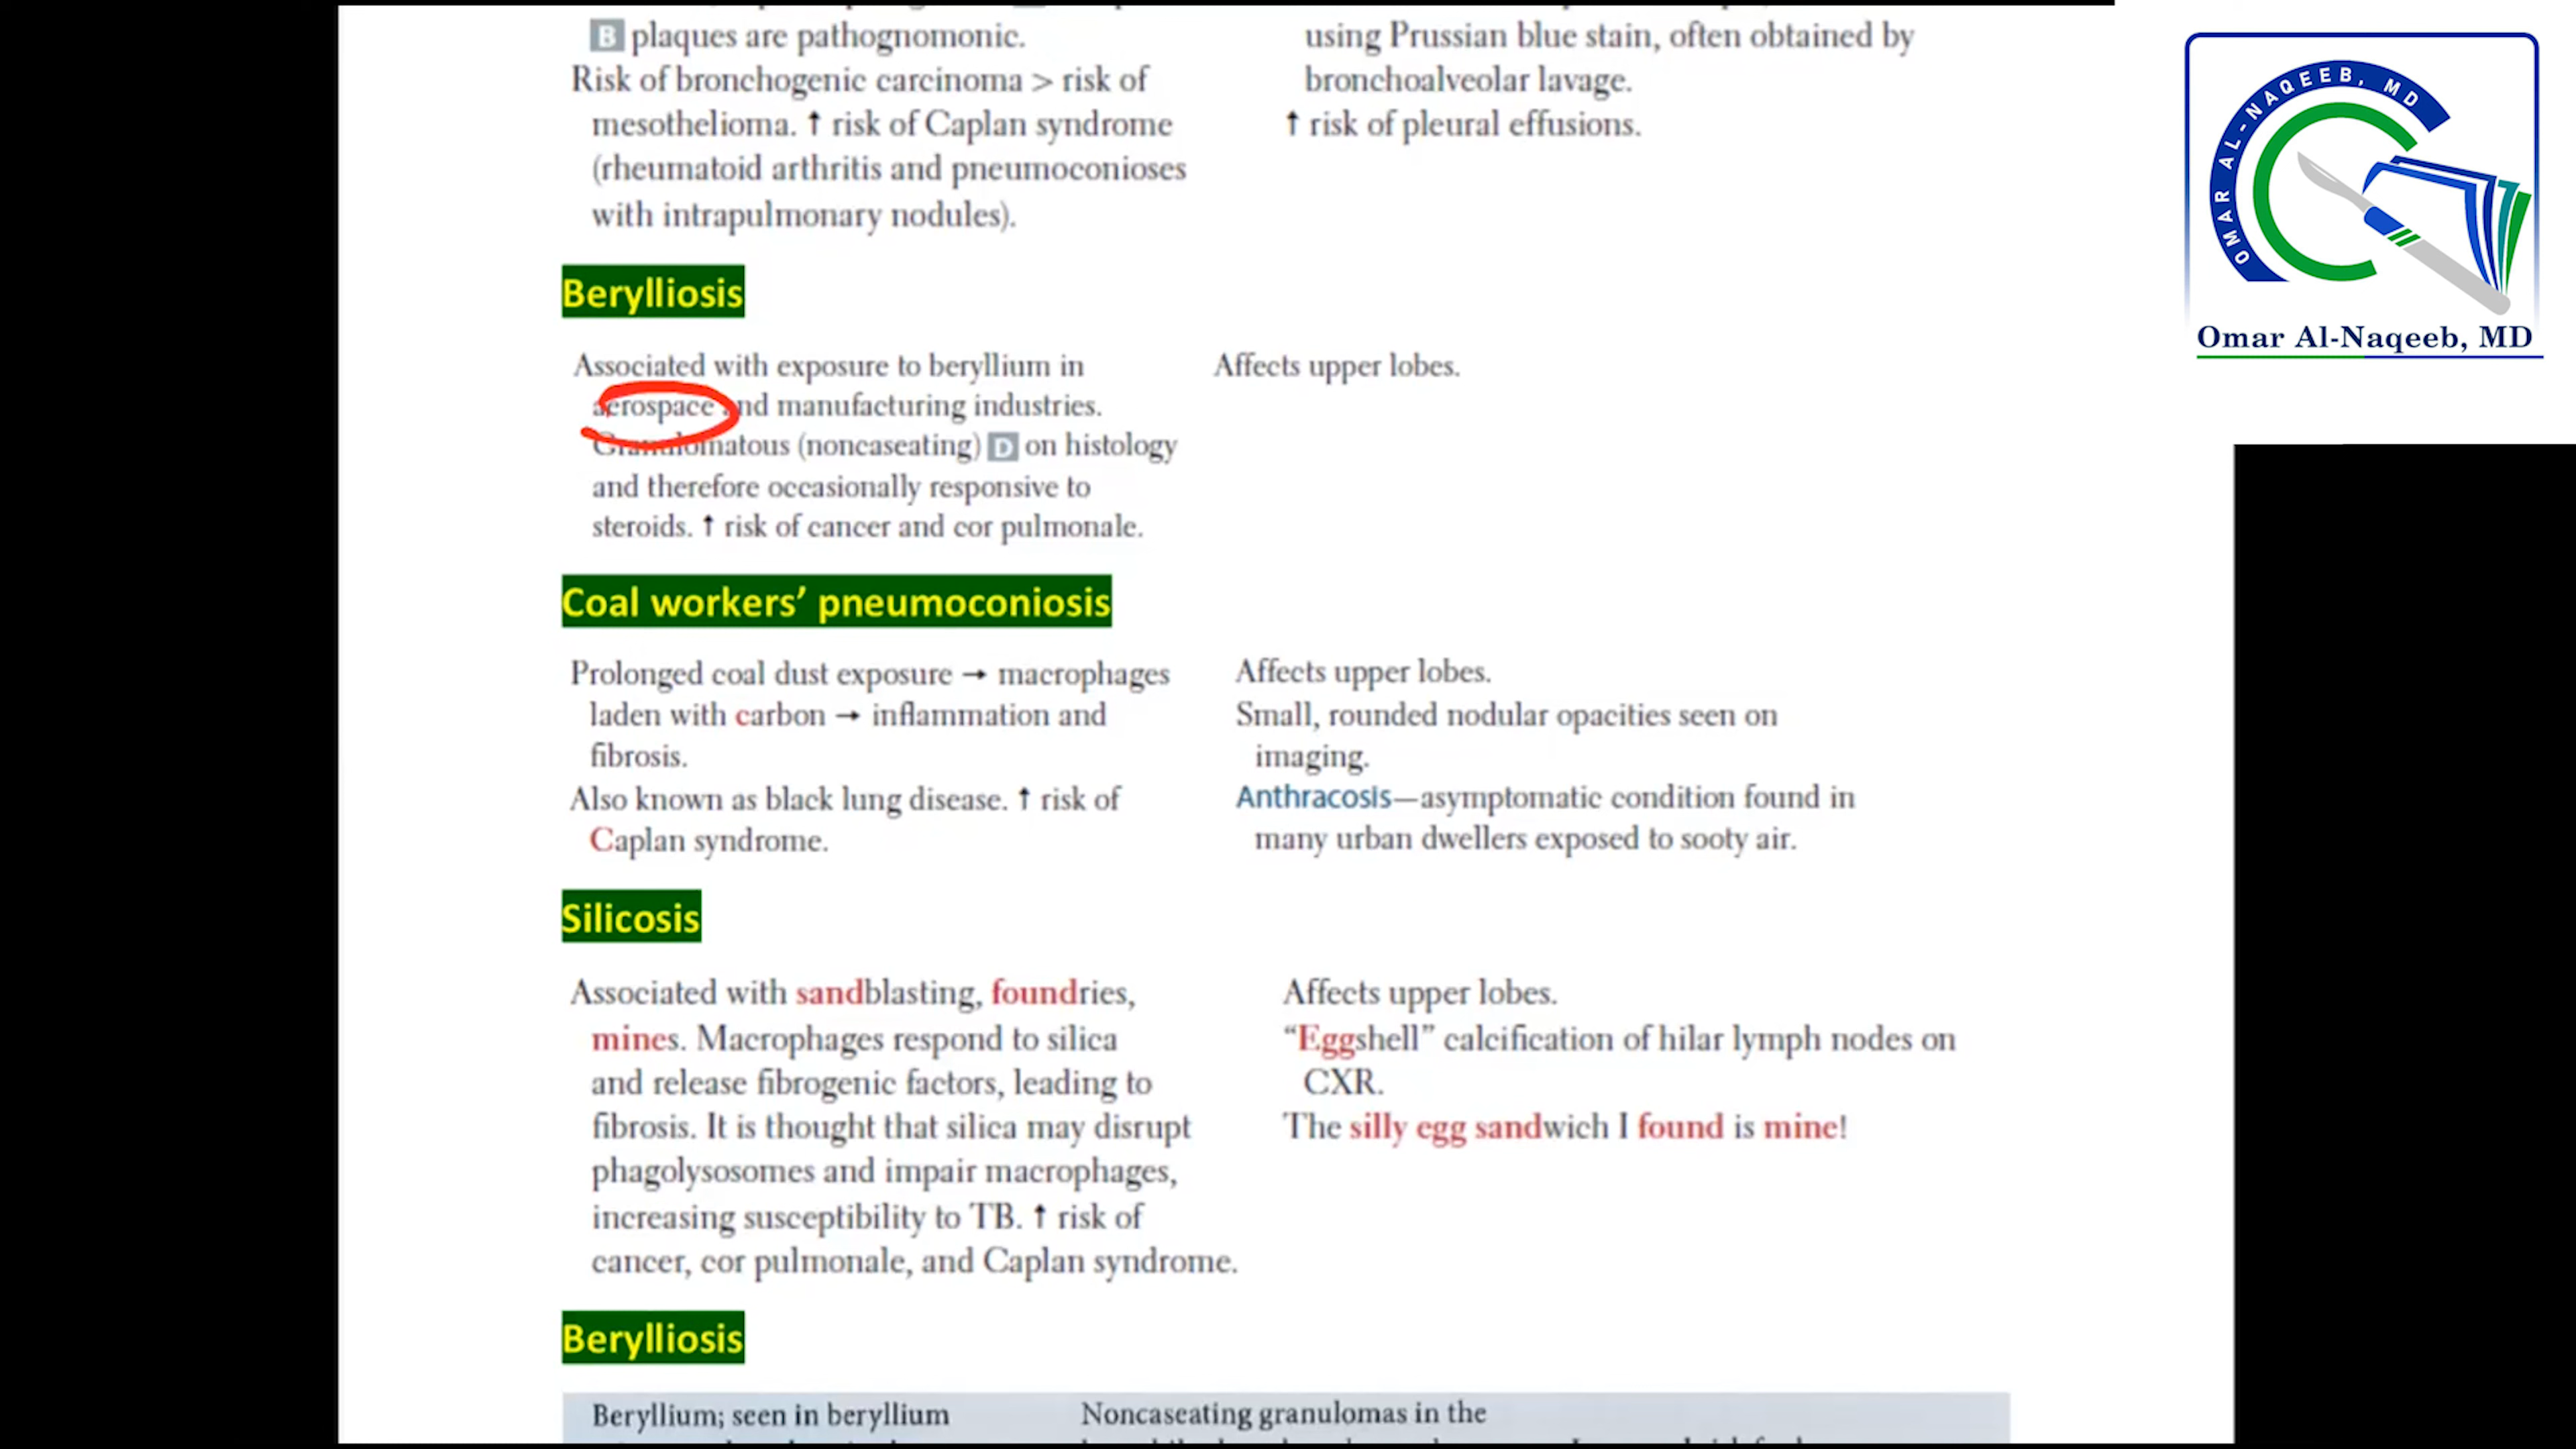 B plaques are pathognomonic.
Risk of bronchogenic carcinoma > risk of
mesothelioma. ↑ risk of Caplan syndrome
(rheumatoid arthritis and pneumoconioses
with intrapulmonary nodules).
using Prussian blue stain, often obtained by
bronchoalveolar lavage.
↑ risk of pleural effusions.
OMAR AL-NAQEEB, MD
Omar Al-Naqeeb, MD
Berylliosis
Associated with exposure to beryllium in
aerospace and manufacturing industries.
Granulomatous (noncaseating) D on histology
and therefore occasionally responsive to
steroids. ↑ risk of cancer and cor pulmonale.
Affects upper lobes.
Coal workers’ pneumoconiosis
Prolonged coal dust exposure → macrophages
laden with carbon → inflammation and
fibrosis.
Also known as black lung disease. ↑ risk of
Caplan syndrome.
Affects upper lobes.
Small, rounded nodular opacities seen on
imaging.
Anthracosis—asymptomatic condition found in
many urban dwellers exposed to sooty air.
Silicosis
Associated with sandblasting, foundries,
mines. Macrophages respond to silica
and release fibrogenic factors, leading to
fibrosis. It is thought that silica may disrupt
phagolysosomes and impair macrophages,
increasing susceptibility to TB. ↑ risk of
cancer, cor pulmonale, and Caplan syndrome.
Affects upper lobes.
“Eggshell” calcification of hilar lymph nodes on
CXR.
The silly egg sandwich I found is mine!
Berylliosis
Beryllium; seen in beryllium
Noncaseating granulomas in the